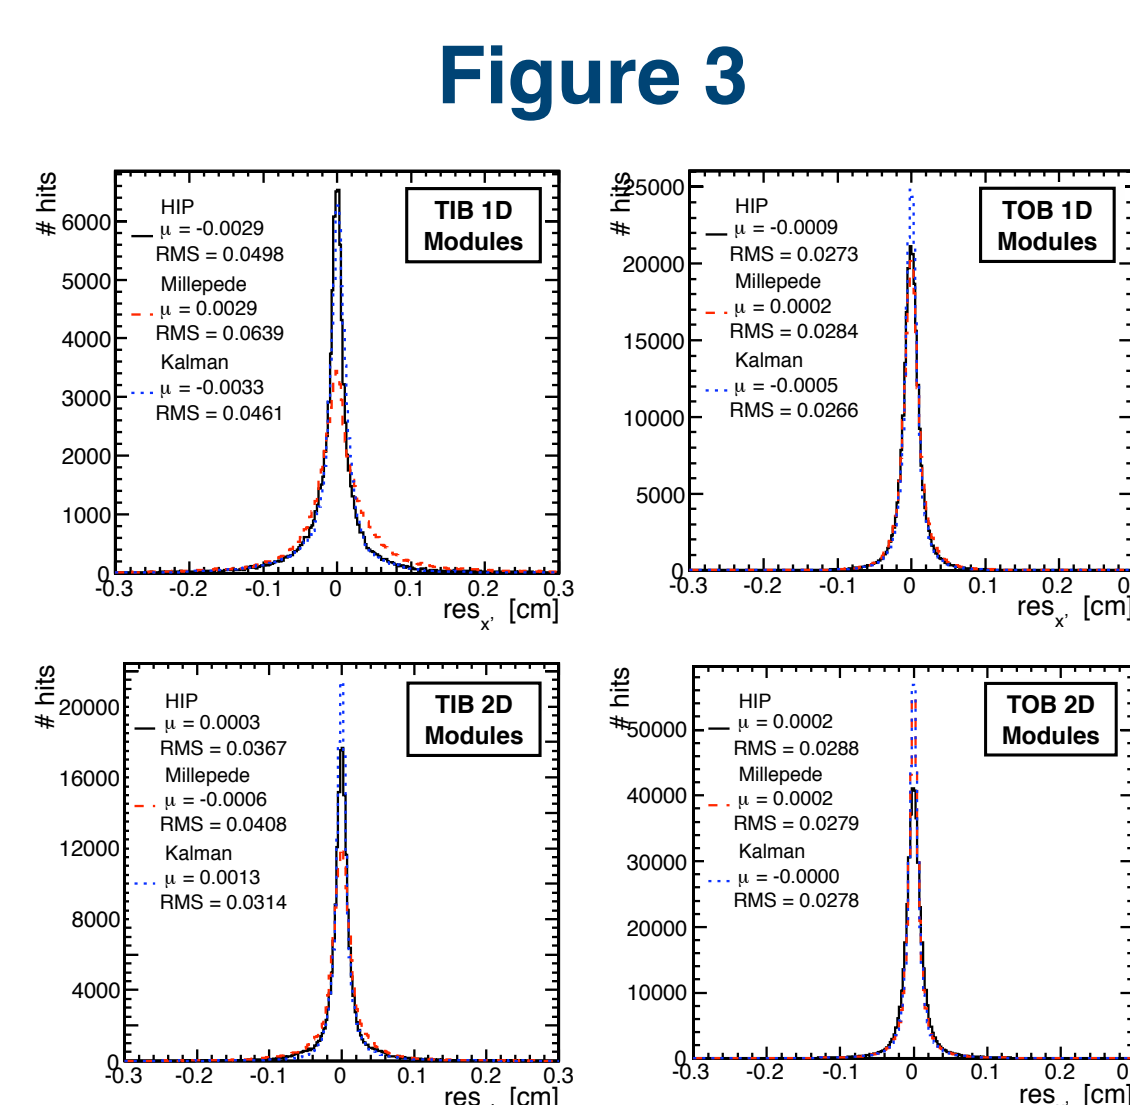 Figure 3
# hits
HIP
μ = -0.0029
RMS = 0.0498
Millepede
μ = 0.0029
RMS = 0.0639
Kalman
μ = -0.0033
RMS = 0.0461
TIB 1D
Modules
6000
5000
4000
3000
2000
1000
0
-0.3 -0.2 -0.1 0 0.1 0.2 0.3
res_x' [cm]
# hits
HIP
μ = -0.0009
RMS = 0.0273
Millepede
μ = 0.0002
RMS = 0.0284
Kalman
μ = -0.0005
RMS = 0.0266
TOB 1D
Modules
25000
20000
15000
10000
5000
0
-0.3 -0.2 -0.1 0 0.1 0.2
res_x' [cm]
# hits
HIP
μ = 0.0003
RMS = 0.0367
Millepede
μ = -0.0006
RMS = 0.0408
Kalman
μ = 0.0013
RMS = 0.0314
TIB 2D
Modules
20000
16000
12000
8000
4000
0
-0.3 -0.2 -0.1 0 0.1 0.2 0.3
res [cm]
# hits
HIP
μ = 0.0002
RMS = 0.0288
Millepede
μ = 0.0002
RMS = 0.0279
Kalman
μ = -0.0000
RMS = 0.0278
TOB 2D
Modules
50000
40000
30000
20000
10000
0
-0.3 -0.2 -0.1 0 0.1 0.2
res [cm]